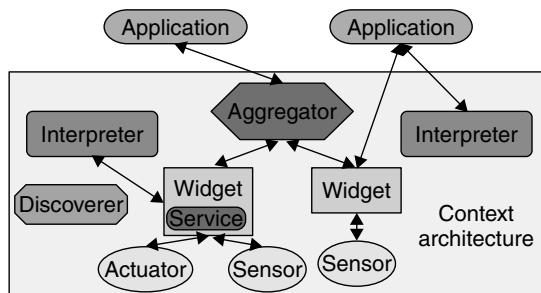 Application
Application
Aggregator
Interpreter
Interpreter
Widget
Widget
Discoverer
Service
Context
architecture
Actuator
Sensor
Sensor